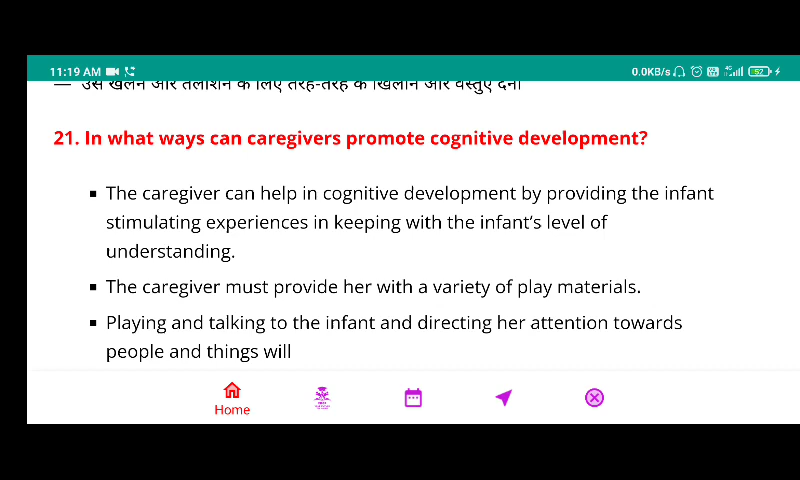 11:19 AM
0.0KB/s 4G 52
— उसे खेलने और तलाशने के लिए तरह-तरह के खिलौने और वस्तुएँ देना
21. In what ways can caregivers promote cognitive development?
▪ The caregiver can help in cognitive development by providing the infant
stimulating experiences in keeping with the infant's level of
understanding.
▪ The caregiver must provide her with a variety of play materials.
▪ Playing and talking to the infant and directing her attention towards
people and things will
Home